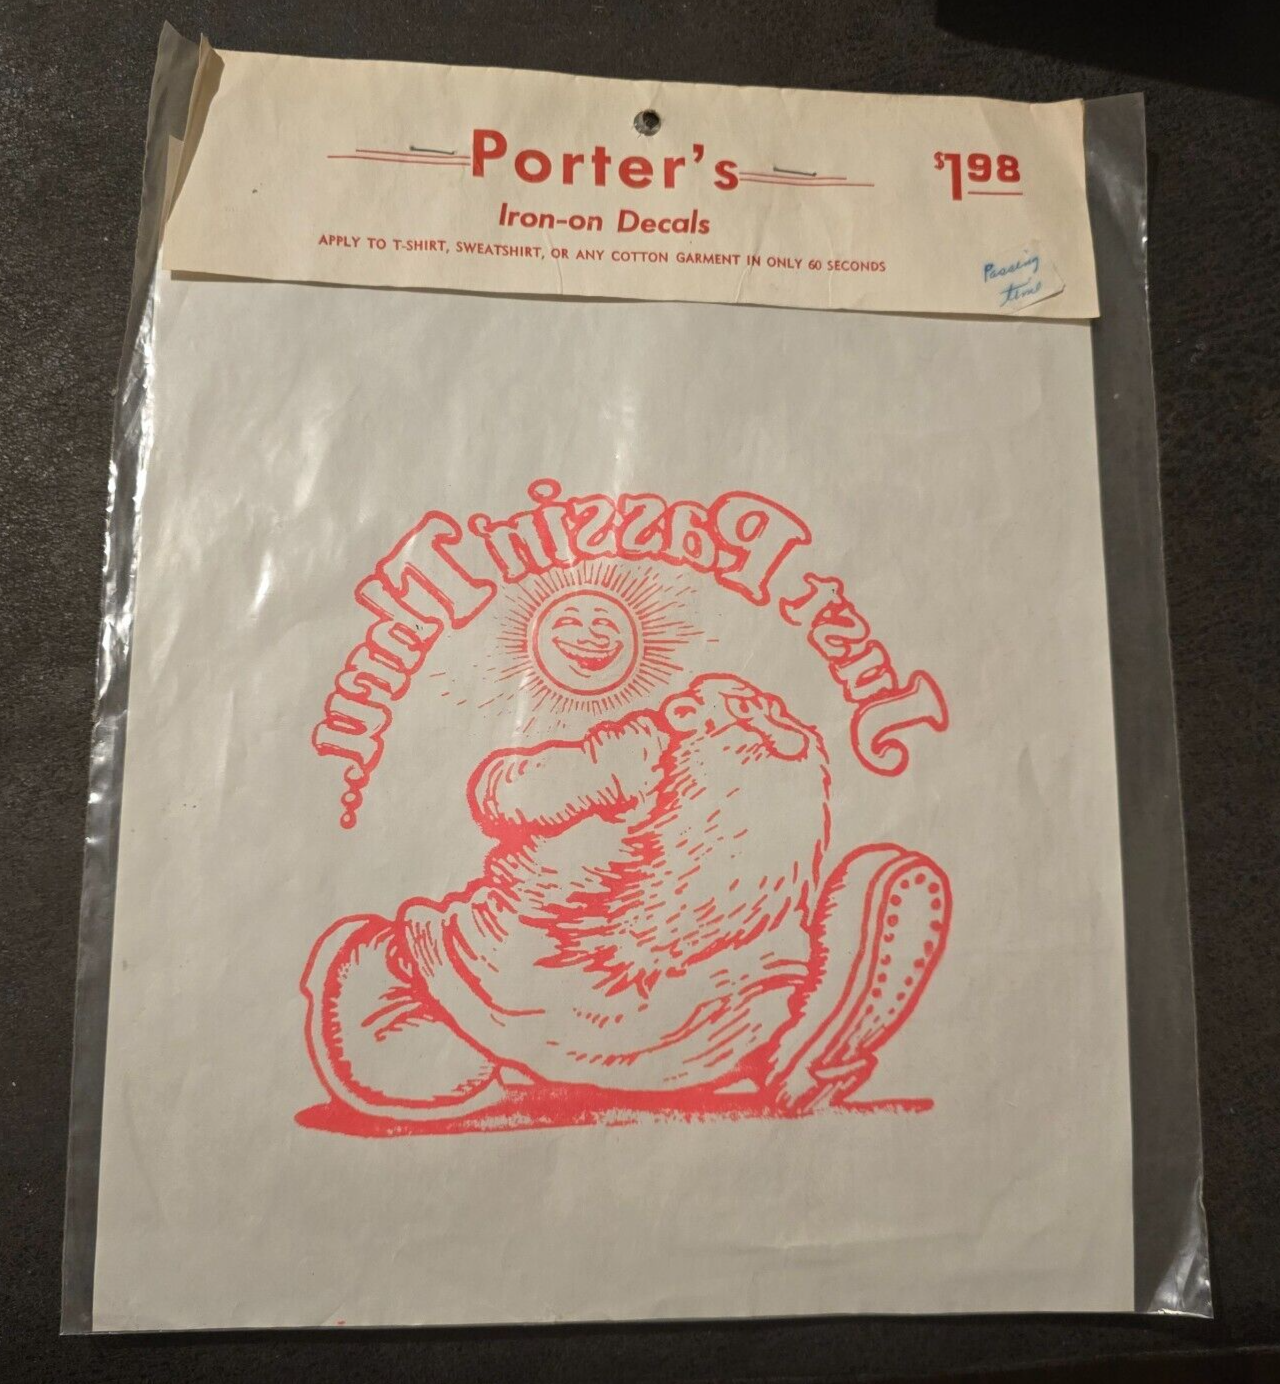 Porter's
$1.98
Iron-on Decals
APPLY TO T-SHIRT, SWEATSHIRT, OR ANY COTTON GARMENT IN ONLY 60 SECONDS
Passing
time
Just Passin' Thru...